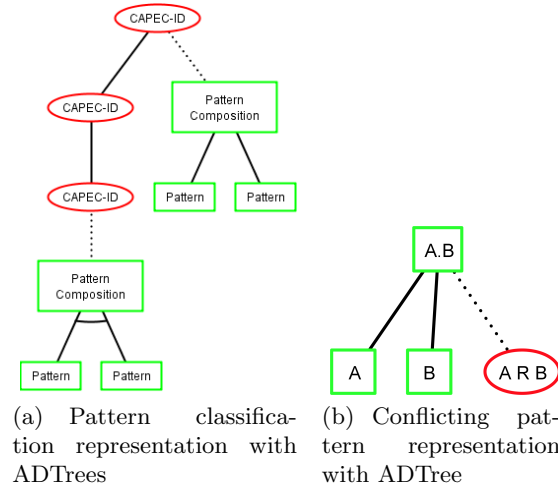 CAPEC-ID
CAPEC-ID
Pattern
Composition
CAPEC-ID
Pattern
Pattern
Pattern
Composition
Pattern
Pattern
A.B
A
B
A R B
(a) Pattern classifica-
tion representation with
ADTrees
(b) Conflicting pat-
tern representation
with ADTree